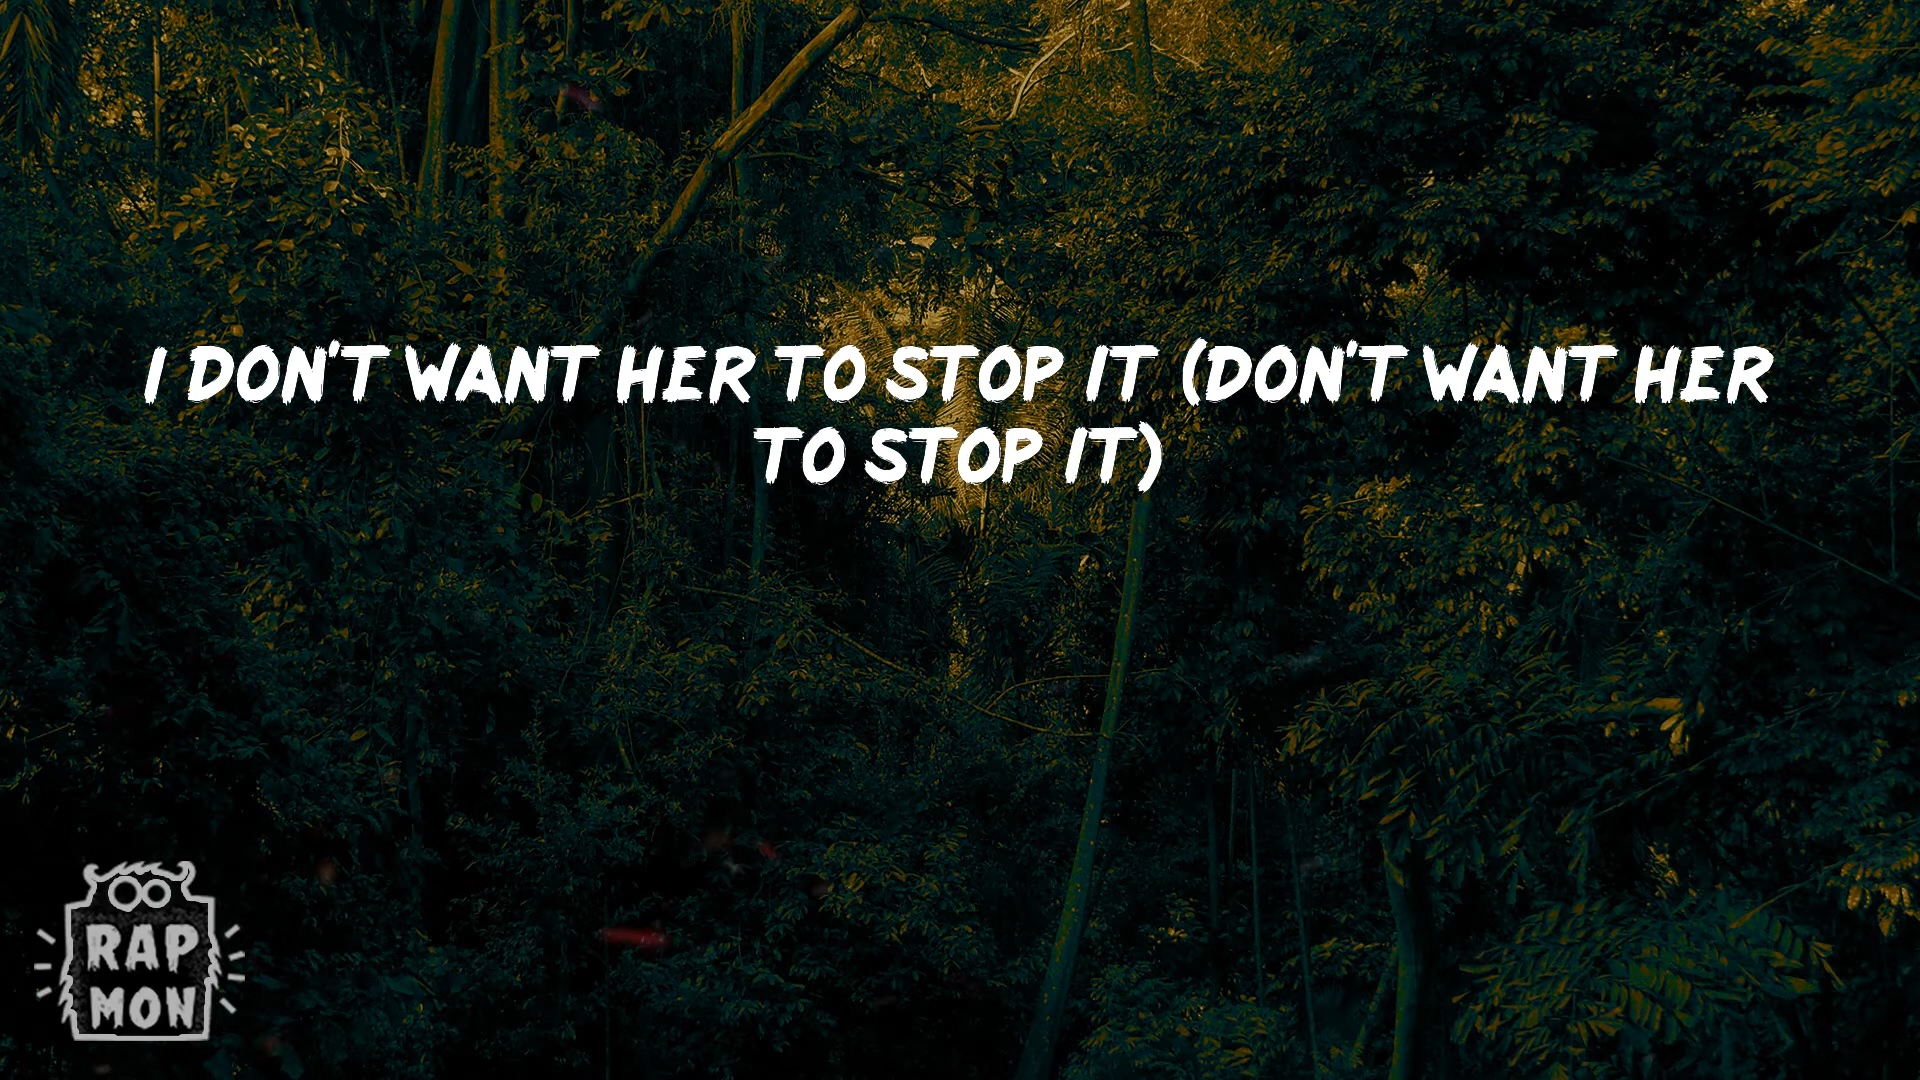 I DON'T WANT HER TO STOP IT (DON'T WANT HER
TO STOP IT)
RAP
MON